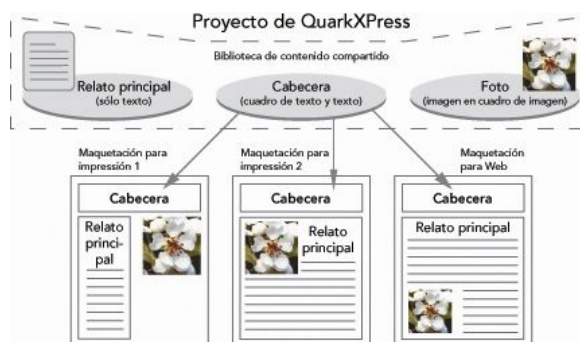 Proyecto de QuarkXPress
Biblioteca de contenido compartido
Relato principal
(sólo texto)
Cabecera
(cuadro de texto y texto)
Foto
(imagen en cuadro de imagen)
Maquetación para
impresión 1
Maquetación para
impresión 2
Maquetación
para Web
Cabecera
Relato
princi-
pal
Cabecera
Relato
principal
Cabecera
Relato principal